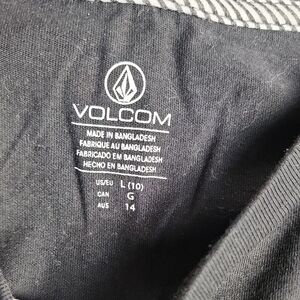 VOLCOM
MADE IN BANGLADESH
FABRIQUE AU BANGLADESH
FABRICADO EM BANGLADESH
HECHO EN BANGLADESH
US/EU L (10)
CAN G
AUS 14